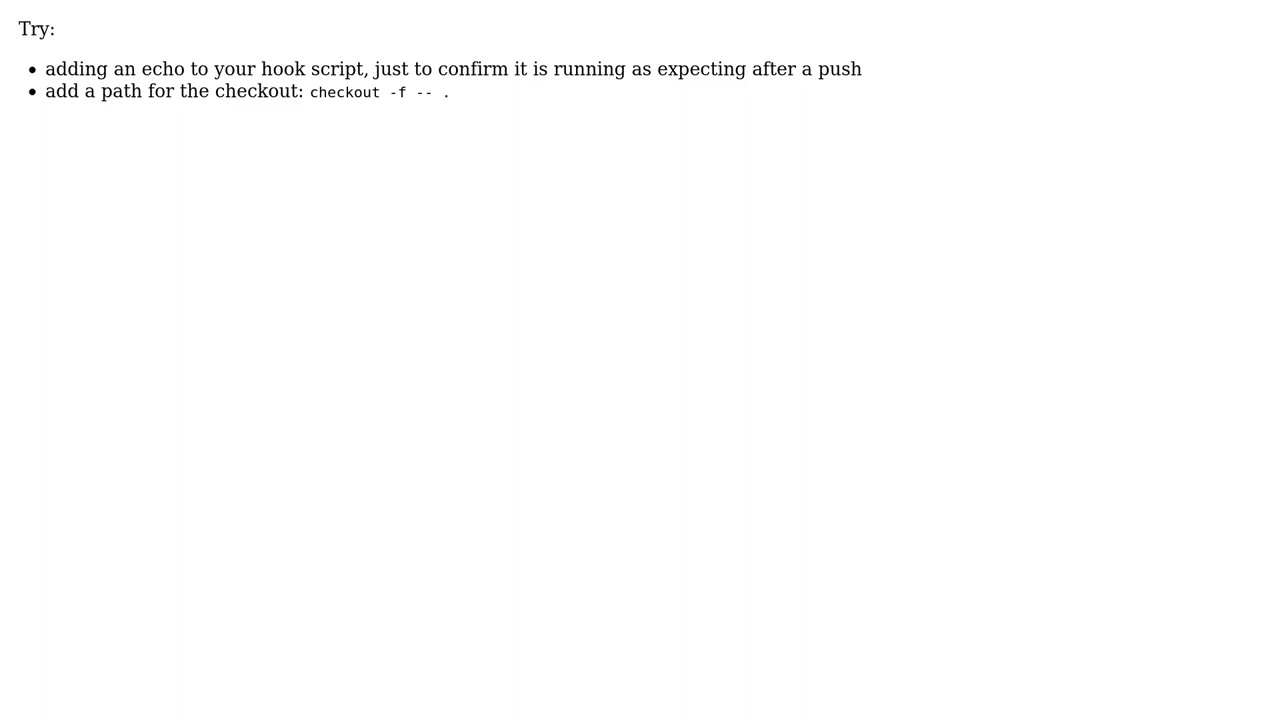 Try:
• adding an echo to your hook script, just to confirm it is running as expecting after a push
• add a path for the checkout: checkout -f -- .